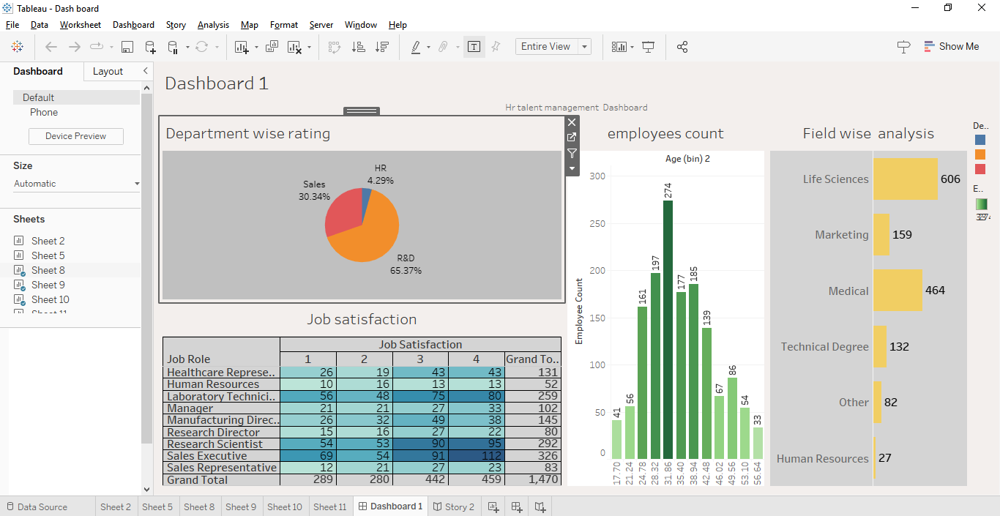 Tableau - Dash board
File Data Worksheet Dashboard Story Analysis Map Format Server Window Help
Entire View
Show Me
Dashboard Layout
Default
Phone
Device Preview
Size
Automatic
Sheets
Sheet 2
Sheet 5
Sheet 8
Sheet 9
Sheet 10
Sheet 11
Dashboard 1
Hr talent management Dashboard
Department wise rating
HR
4.29%
Sales
30.34%
R&D
65.37%
Job satisfaction
Job Satisfaction
Job Role 1 2 3 4 Grand To..
Healthcare Represe.. 26 19 43 43 131
Human Resources 10 16 13 13 52
Laboratory Technici.. 56 48 75 80 259
Manager 21 21 27 33 102
Manufacturing Direc.. 26 32 49 38 145
Research Director 15 16 27 22 80
Research Scientist 54 53 90 95 292
Sales Executive 69 54 91 112 326
Sales Representative 12 21 27 23 83
Grand Total 289 280 442 459 1,470
employees count
Age (bin) 2
Employee Count
300
250
200
150
100
50
0
41 56 161 197 274 177 185 139 67 86 54 33
17.70 21.24 24.78 28.32 31.86 35.40 38.94 42.48 46.02 49.56 53.10 56.64
Field wise analysis
Life Sciences 606
Marketing 159
Medical 464
Technical Degree 132
Other 82
Human Resources 27
De..
E..
Data Source Sheet 2 Sheet 5 Sheet 8 Sheet 9 Sheet 10 Sheet 11 Dashboard 1 Story 2